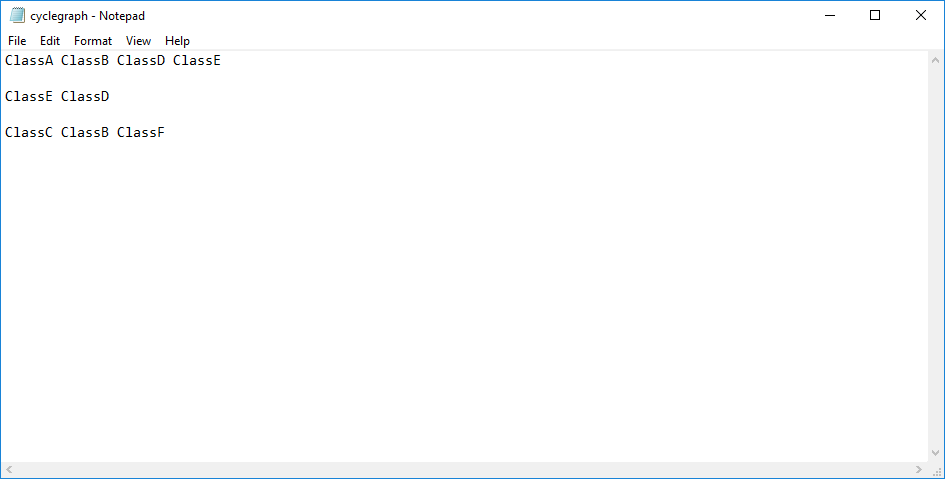 cyclegraph - Notepad
File Edit Format View Help
ClassA ClassB ClassD ClassE
ClassE ClassD
ClassC ClassB ClassF